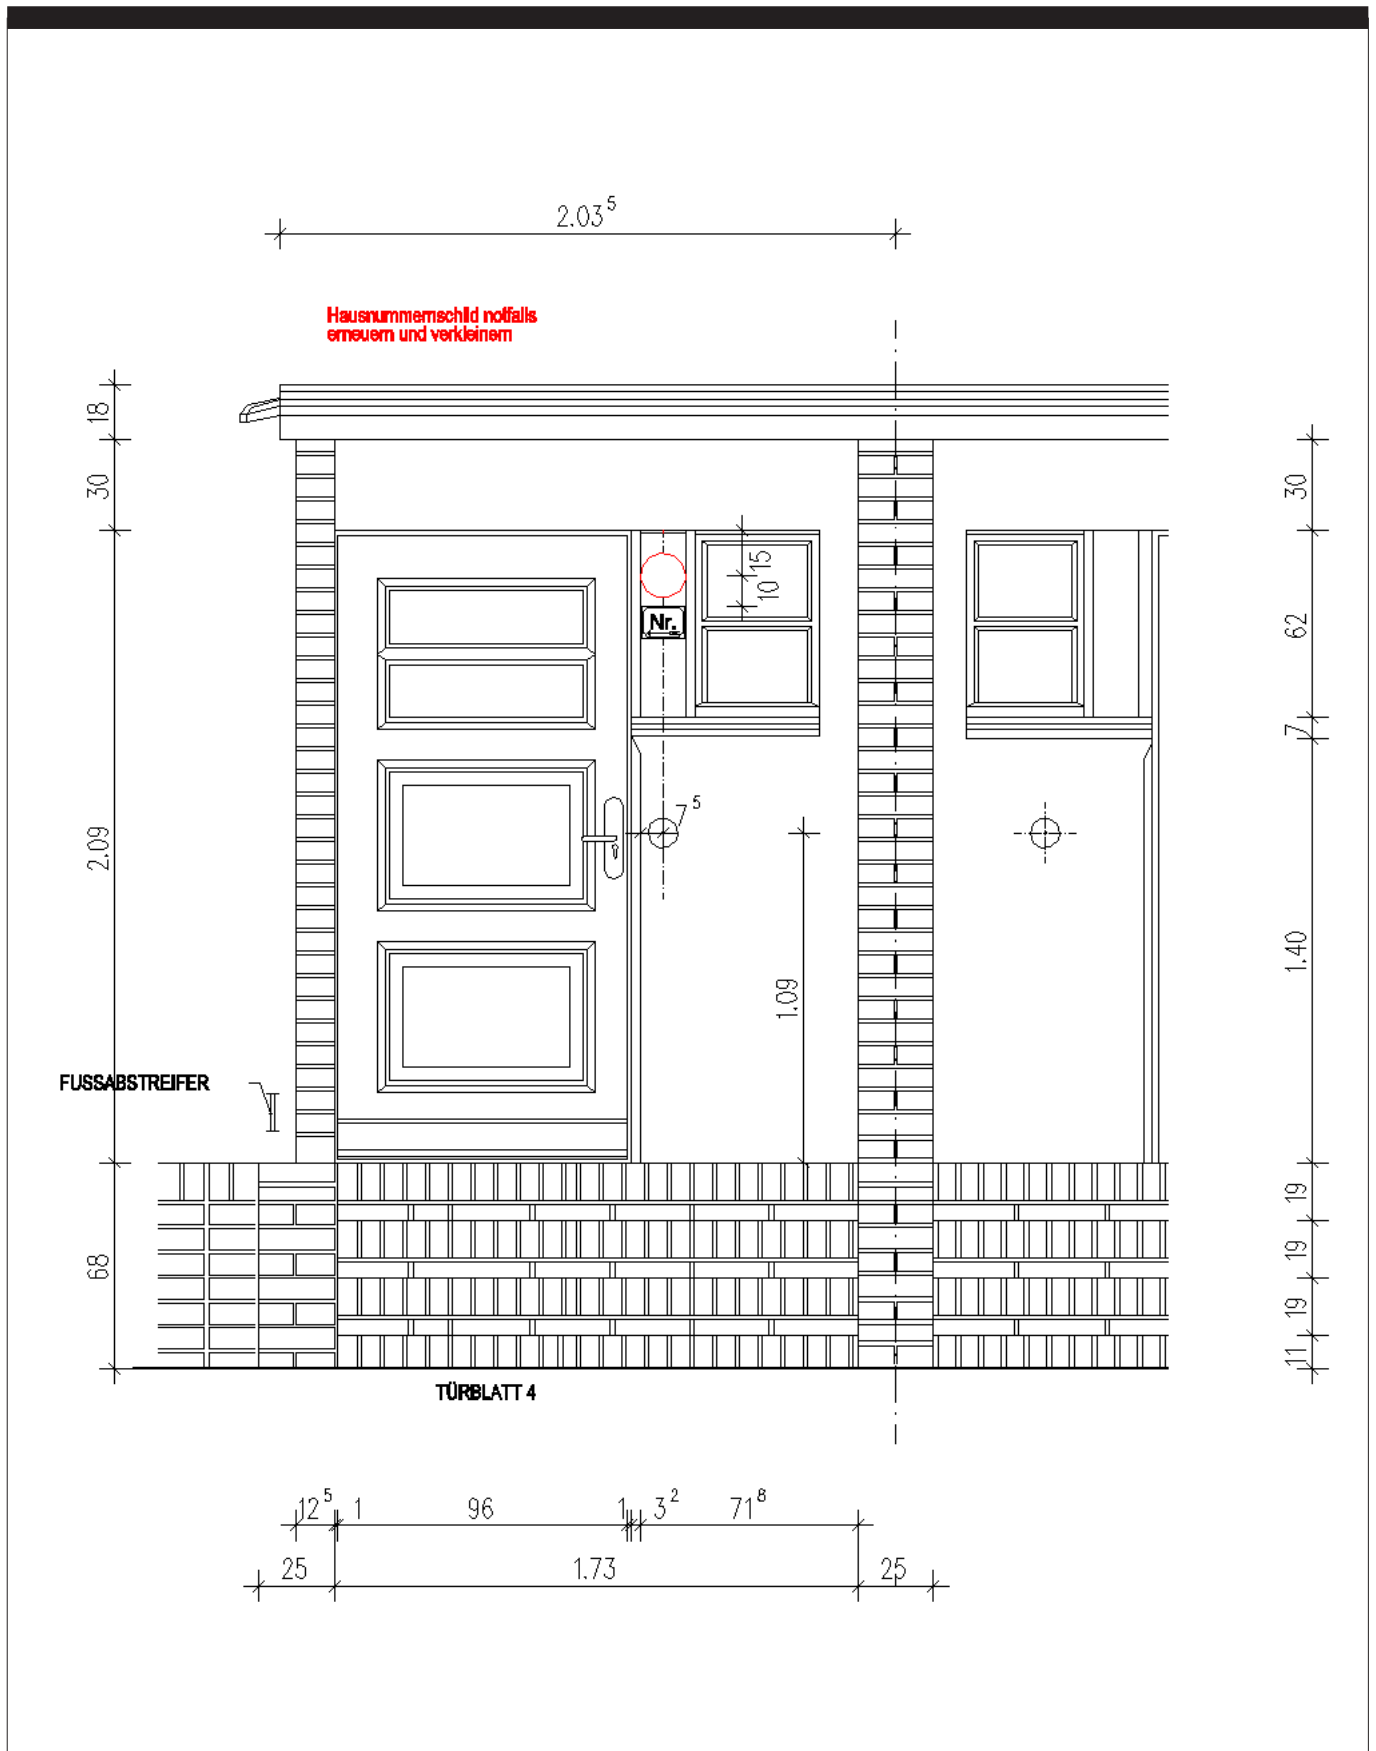 2.03⁵
Hausnummernschild notfalls
erneuern und verkleinern
18
30
30
15
10
Nr.
62
7
7⁵
2.09
1.09
1.40
FUSSABSTREIFER
19
68
19
19
11
TÜRBLATT 4
12⁵ 1 96 1 3² 71⁸
25 1.73 25